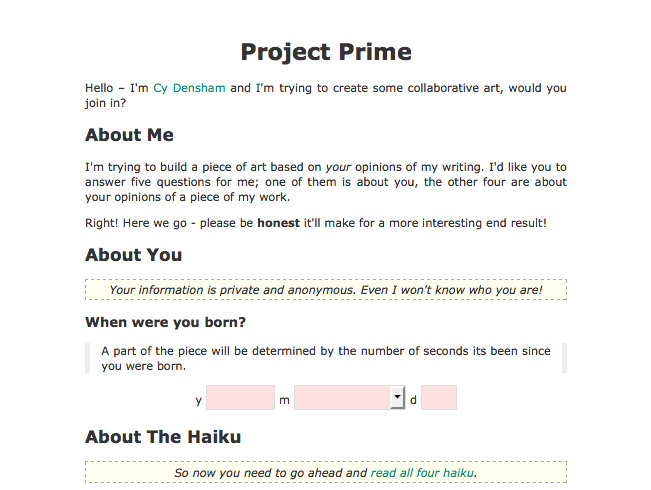 Project Prime
Hello – I'm Cy Densham and I'm trying to create some collaborative art, would you
join in?
About Me
I'm trying to build a piece of art based on your opinions of my writing. I'd like you to
answer five questions for me; one of them is about you, the other four are about
your opinions of a piece of my work.
Right! Here we go - please be honest it'll make for a more interesting end result!
About You
Your information is private and anonymous. Even I won't know who you are!
When were you born?
A part of the piece will be determined by the number of seconds its been since
you were born.
y m d
About The Haiku
So now you need to go ahead and read all four haiku.